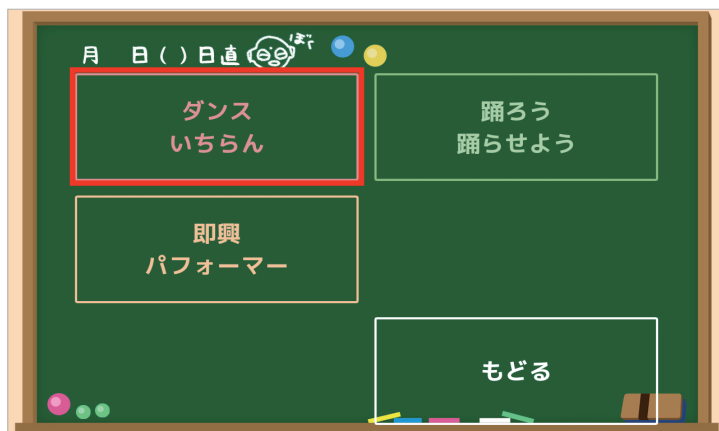 月 日( )日直
ぼく
ダンス
いちらん
踊ろう
踊らせよう
即興
パフォーマー
もどる